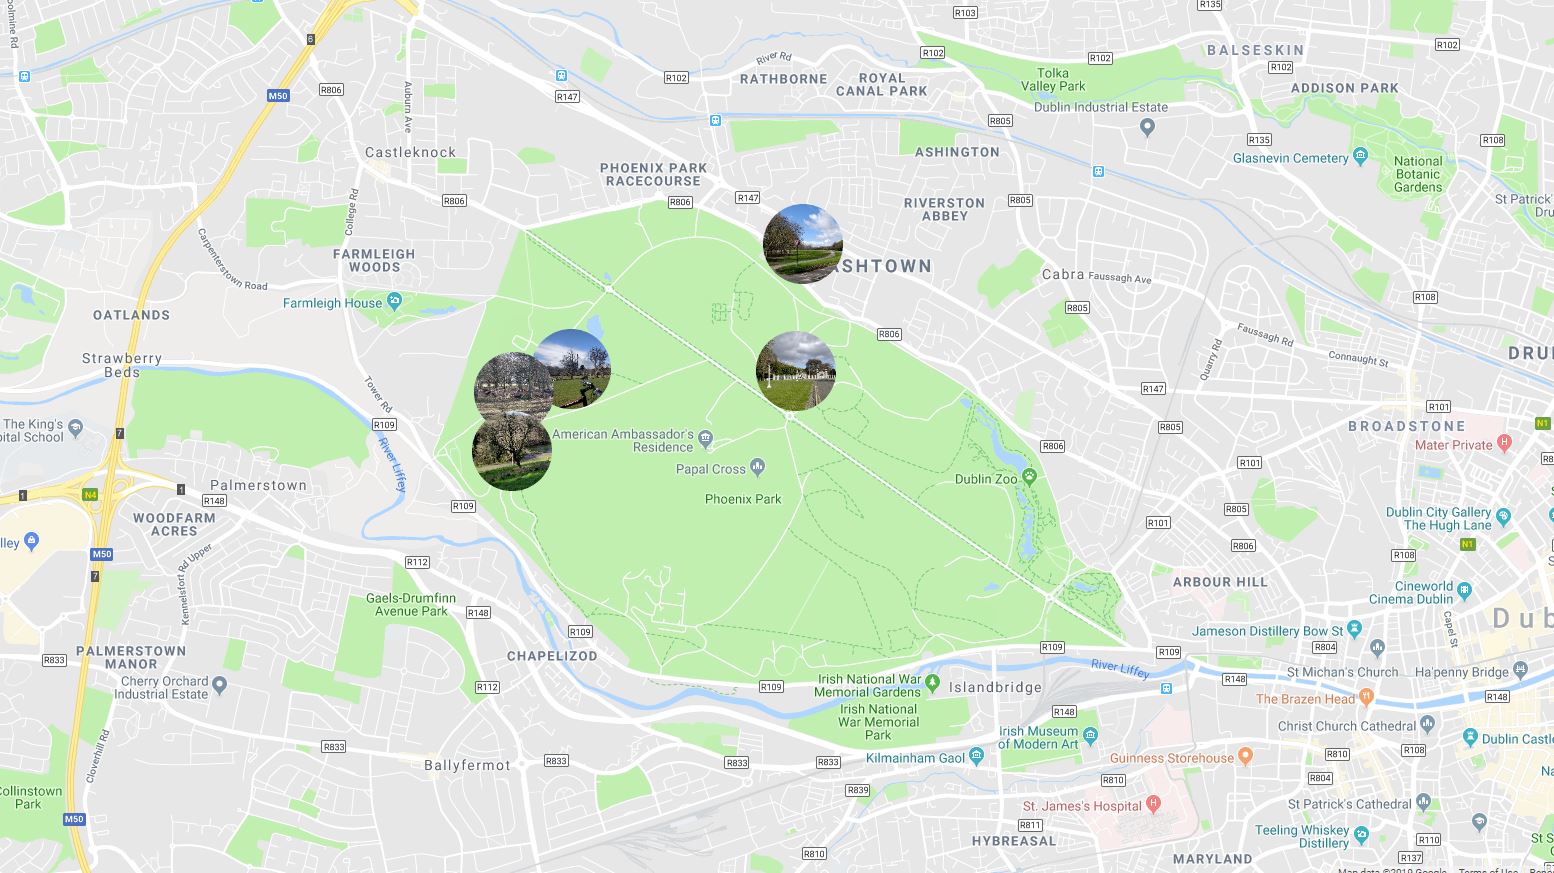 R135
R103
BALSESKIN
R102
R102
R102
R102
R102
oolmine Rd
6
River Rd
RATHBORNE
ROYAL
CANAL PARK
Tolka
Valley Park
ADDISON PARK
R806
M50
R147
Auburn Ave
Dublin Industrial Estate
R805
R135
R108
Castleknock
ASHINGTON
Glasnevin Cemetery
National
Botanic
Gardens
PHOENIX PARK
RACECOURSE
R806
R806
R147
RIVERSTON
ABBEY
R805
St Patrick'
Dru
College Rd
Carpenterstown Road
FARMLEIGH
WOODS
SHTOWN
Cabra
Faussagh Ave
Farmleigh House
OATLANDS
R805
R108
R806
Faussagh Rd
Quarry Rd
Connaught St
DRU
Strawberry
Beds
Tower Rd
R147
R101
N1
The King's
pital School
R109
River Liffey
7
American Ambassador's
Residence
Papal Cross
Phoenix Park
Dublin Zoo
R806
R805
BROADSTONE
Mater Private
R101
R8
1
N4
1
R148
Palmerstown
R109
WOODFARM
ACRES
R101
R805
Dublin City Gallery
The Hugh Lane
N1
lley
M50
7
Kennelsfort Rd Upper
R112
R806
R108
ARBOUR HILL
Cineworld
Cinema Dublin
Gaels-Drumfinn
Avenue Park
R148
R109
Capel St
Dub
Jameson Distillery Bow St
R804
PALMERSTOWN
MANOR
R833
CHAPELIZOD
R109
R109
River Liffey
St Michan's Church
Ha'penny Bridge
Cherry Orchard
Industrial Estate
R112
R109
Irish National War
Memorial Gardens
Islandbridge
R148
R148
The Brazen Head
Irish National
War Memorial
Park
R148
Christ Church Cathedral
Cloverhill Rd
R833
Irish Museum
of Modern Art
R108
Dublin Castle
Ballyfermot
R833
R833
R833
Kilmainham Gaol
Guinness Storehouse
R810
Na
R810
R804
Collinstown
Park
R839
St. James's Hospital
St Patrick's Cathedral
M50
R811
HYBREASAL
Teeling Whiskey
Distillery
R110
St S
Gree
R810
MARYLAND
R137
Map data ©2019 Google
Terms of Use